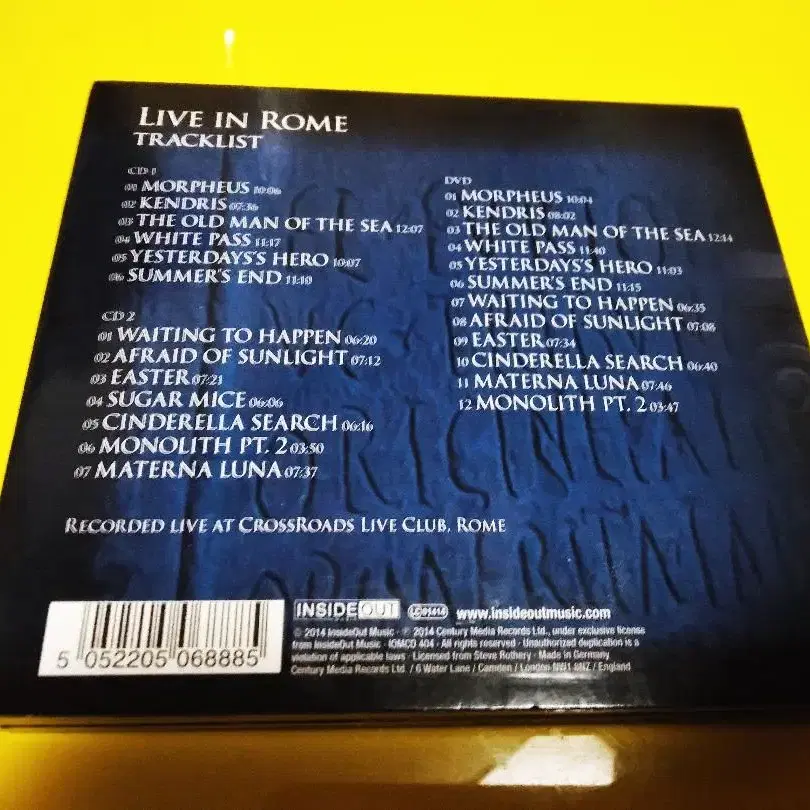 LIVE IN ROME
TRACKLIST
CD 1
01 MORPHEUS 10:06
02 KENDRIS 07:36
03 THE OLD MAN OF THE SEA 12:07
04 WHITE PASS 11:17
05 YESTERDAYS'S HERO 10:07
06 SUMMER'S END 11:10
CD 2
01 WAITING TO HAPPEN 06:20
02 AFRAID OF SUNLIGHT 07:12
03 EASTER 07:21
04 SUGAR MICE 06:06
05 CINDERELLA SEARCH 06:16
06 MONOLITH PT. 2 03:50
07 MATERNA LUNA 07:37
DVD
01 MORPHEUS 10:04
02 KENDRIS 08:02
03 THE OLD MAN OF THE SEA 12:14
04 WHITE PASS 11:40
05 YESTERDAYS'S HERO 11:03
06 SUMMER'S END 11:15
07 WAITING TO HAPPEN 06:35
08 AFRAID OF SUNLIGHT 07:08
09 EASTER 07:34
10 CINDERELLA SEARCH 06:40
11 MATERNA LUNA 07:46
12 MONOLITH PT. 2 03:47
RECORDED LIVE AT CROSSROADS LIVE CLUB, ROME
5 052205 068885
INSIDEOUT LC 01414 www.insideoutmusic.com
© 2014 InsideOut Music · ℗ 2014 Century Media Records Ltd., under exclusive license
from InsideOut Music · IOMCD 404 · All rights reserved · Unauthorized duplication is a
violation of applicable laws · Licensed from Steve Rothery · Made in Germany
Century Media Records Ltd. / 6 Water Lane / Camden / London NW1 8NZ / England